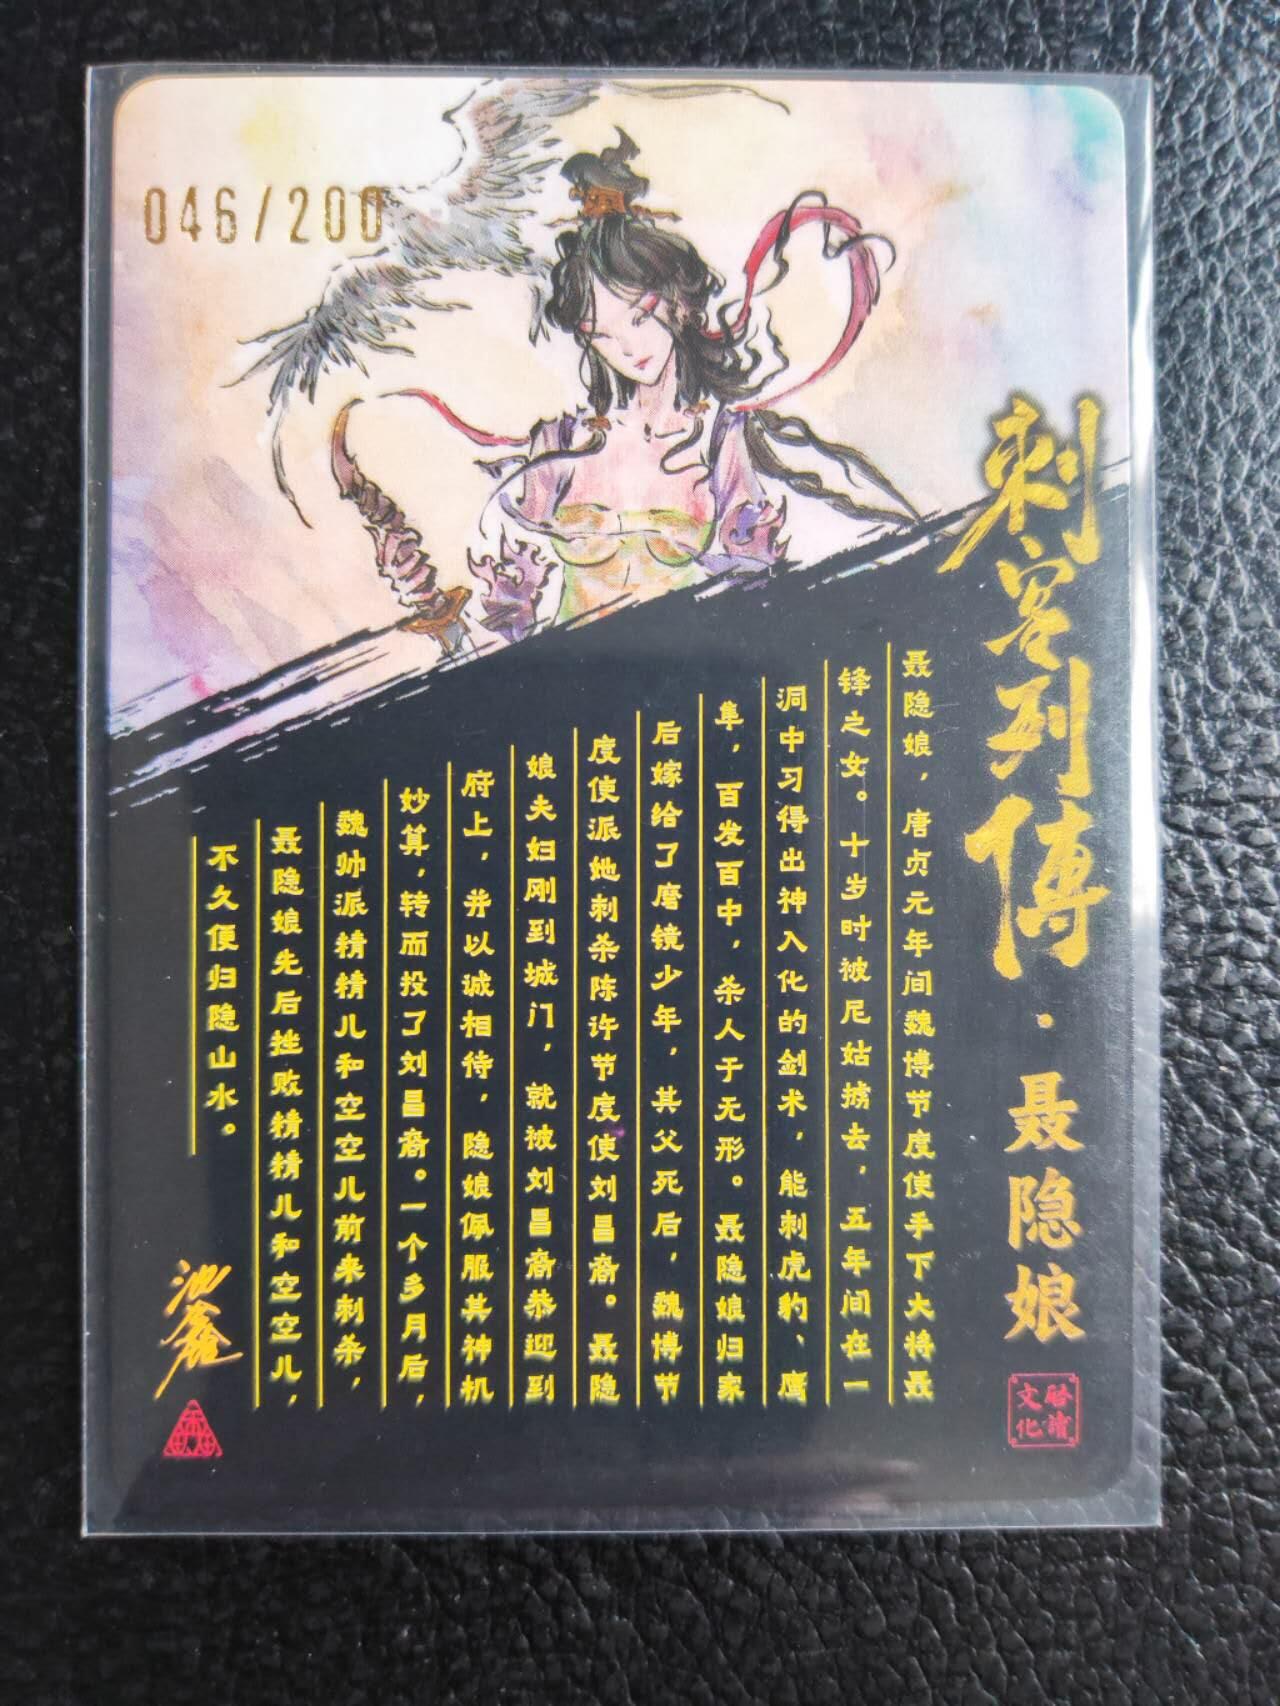 046/200
刺客列傳·聂隐娘
聂隐娘，唐贞元年间魏博节度使手下大将聂
锋之女。十岁时被尼姑掳去，五年间在一
洞中习得出神入化的剑术，能刺虎豹、鹰
隼，百发百中，杀人于无形。聂隐娘归家
后嫁给了磨镜少年，其父死后，魏博节
度使派她刺杀陈许节度使刘昌裔。聂隐
娘夫妇刚到城门，就被刘昌裔恭迎到
府上，并以诚相待，隐娘佩服其神机
妙算，转而投了刘昌裔。一个多月后，
魏帅派精精儿和空空儿前来刺杀，
聂隐娘先后挫败精精儿和空空儿，
不久便归隐山水。
文化